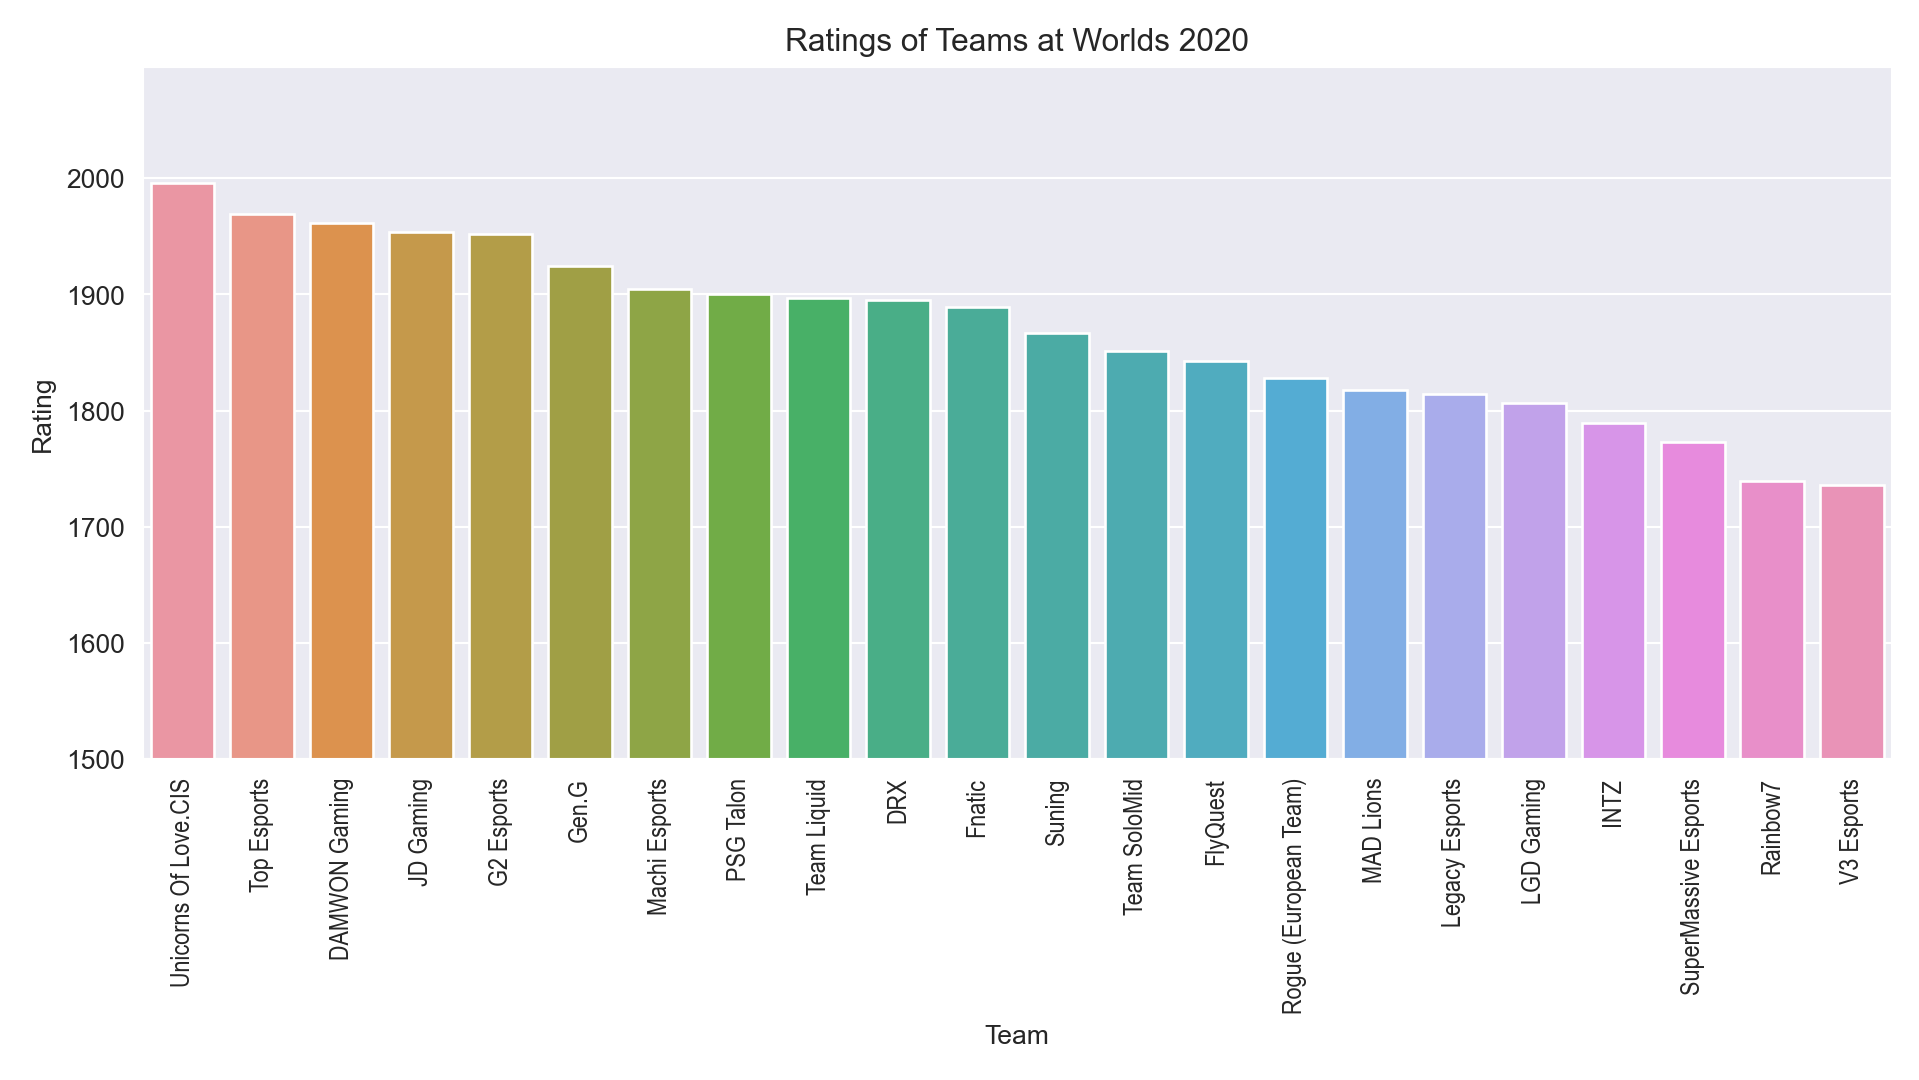 Ratings of Teams at Worlds 2020
Rating
2000
1900
1800
1700
1600
1500
Unicorns Of Love.CIS
Top Esports
DAMWON Gaming
JD Gaming
G2 Esports
Gen.G
Machi Esports
PSG Talon
Team Liquid
DRX
Fnatic
Suning
Team SoloMid
FlyQuest
Rogue (European Team)
MAD Lions
Legacy Esports
LGD Gaming
INTZ
SuperMassive Esports
Rainbow7
V3 Esports
Team